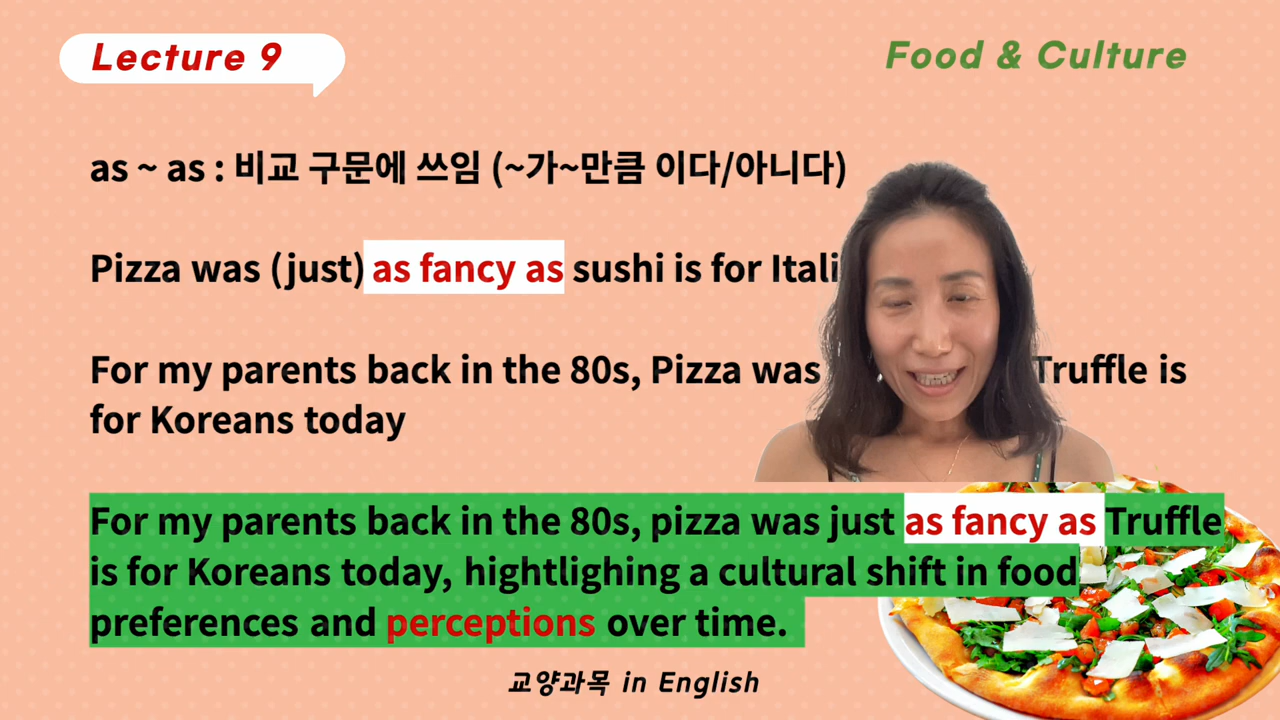 Lecture 9
Food & Culture
as ~ as : 비교 구문에 쓰임 (~가~만큼 이다/아니다)
Pizza was (just) as fancy as sushi is for
For my parents back in the 80s, Pizza was Truffle is
for Koreans today
For my parents back in the 80s, pizza was just as fancy as Truffle
is for Koreans today, hightlighing a cultural shift in food
preferences and perceptions over time.
교양과목 in English